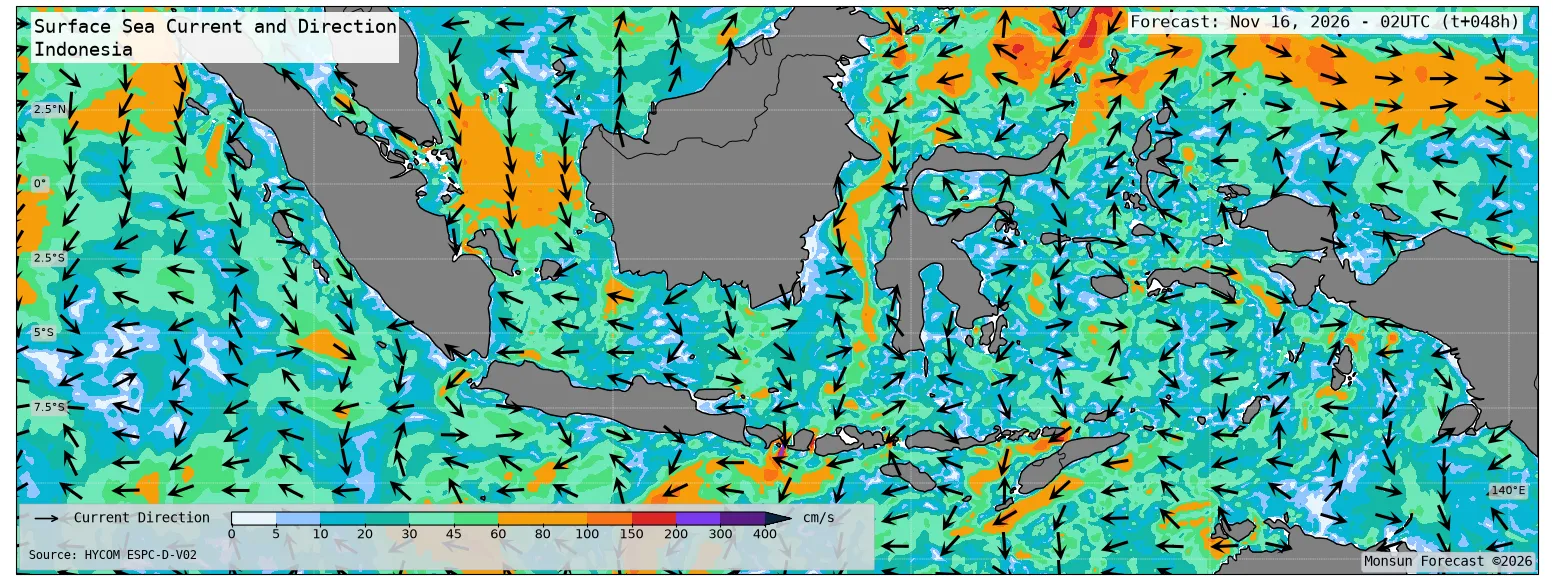 Surface Sea Current and Direction
Indonesia
Forecast: Nov 16, 2026 - 02UTC (t+048h)
2.5°N
0°
2.5°S
5°S
7.5°S
140°E
Current Direction
0 5 10 20 30 45 60 80 100 150 200 300 400 cm/s
Source: HYCOM ESPC-D-V02
Monsun Forecast ©2026